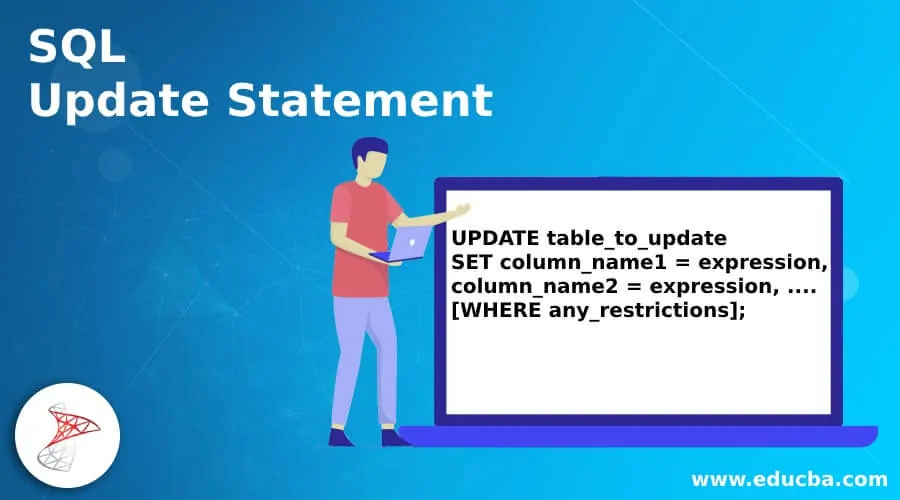 SQL
Update Statement
UPDATE table_to_update
SET column_name1 = expression,
column_name2 = expression, ....
[WHERE any_restrictions];
www.educba.com